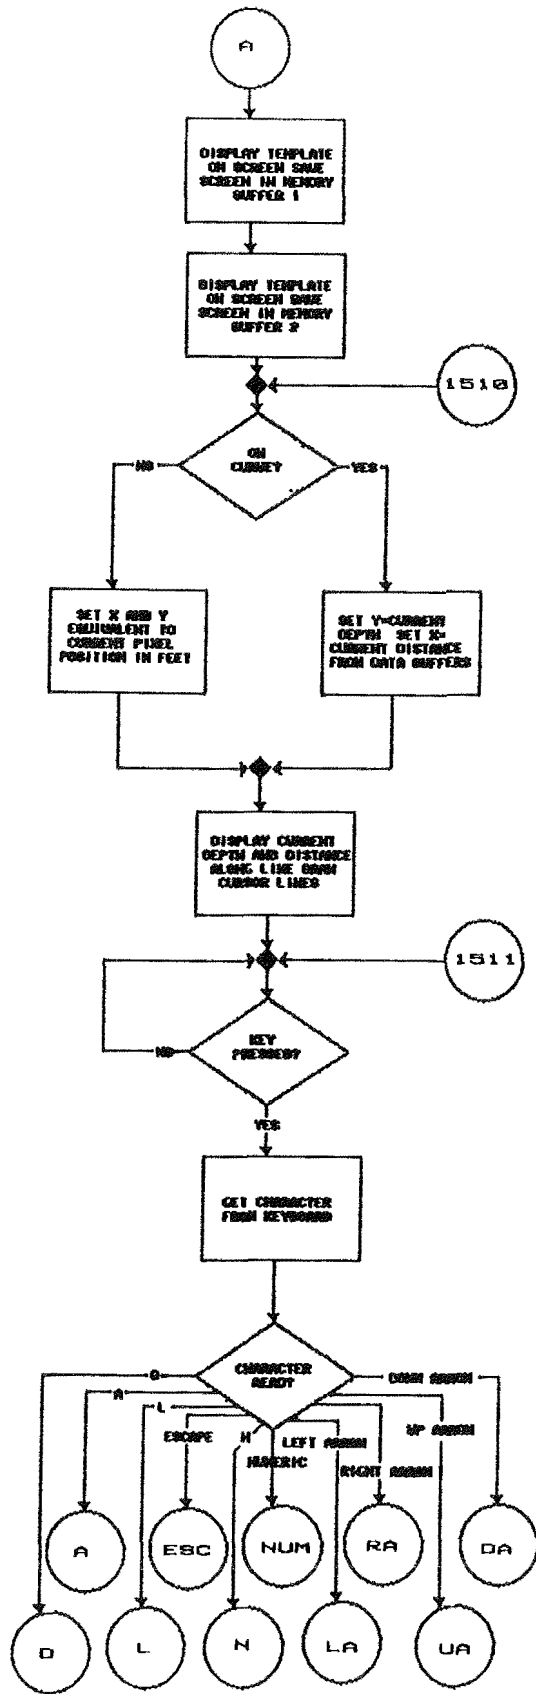 A
DISPLAY TEMPLATE
ON SCREEN SAVE
SCREEN IN MEMORY
BUFFER 1
DISPLAY TEMPLATE
ON SCREEN SAVE
SCREEN IN MEMORY
BUFFER 2
1510
ON
CURVE?
NO
YES
SET X AND Y
EQUIVALENT TO
CURRENT PIXEL
POSITION IN FEET
SET Y=CURRENT
DEPTH SET X=
CURRENT DISTANCE
FROM DATA BUFFERS
DISPLAY CURRENT
DEPTH AND DISTANCE
ALONG LINE DRAW
CURSOR LINES
1511
KEY
PRESSED?
NO
YES
GET CHARACTER
FROM KEYBOARD
CHARACTER
READ?
D
A
L
ESCAPE
N
NUMERIC
LEFT ARROW
RIGHT ARROW
UP ARROW
DOWN ARROW
A
ESC
NUM
RA
DA
D
L
N
LA
UA